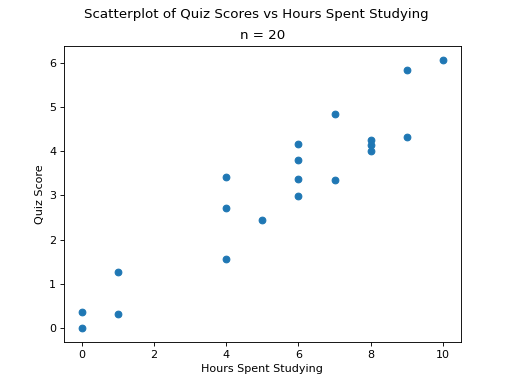 Scatterplot of Quiz Scores vs Hours Spent Studying
n = 20
6
5
4
3
2
1
0
Quiz Score
0 2 4 6 8 10
Hours Spent Studying